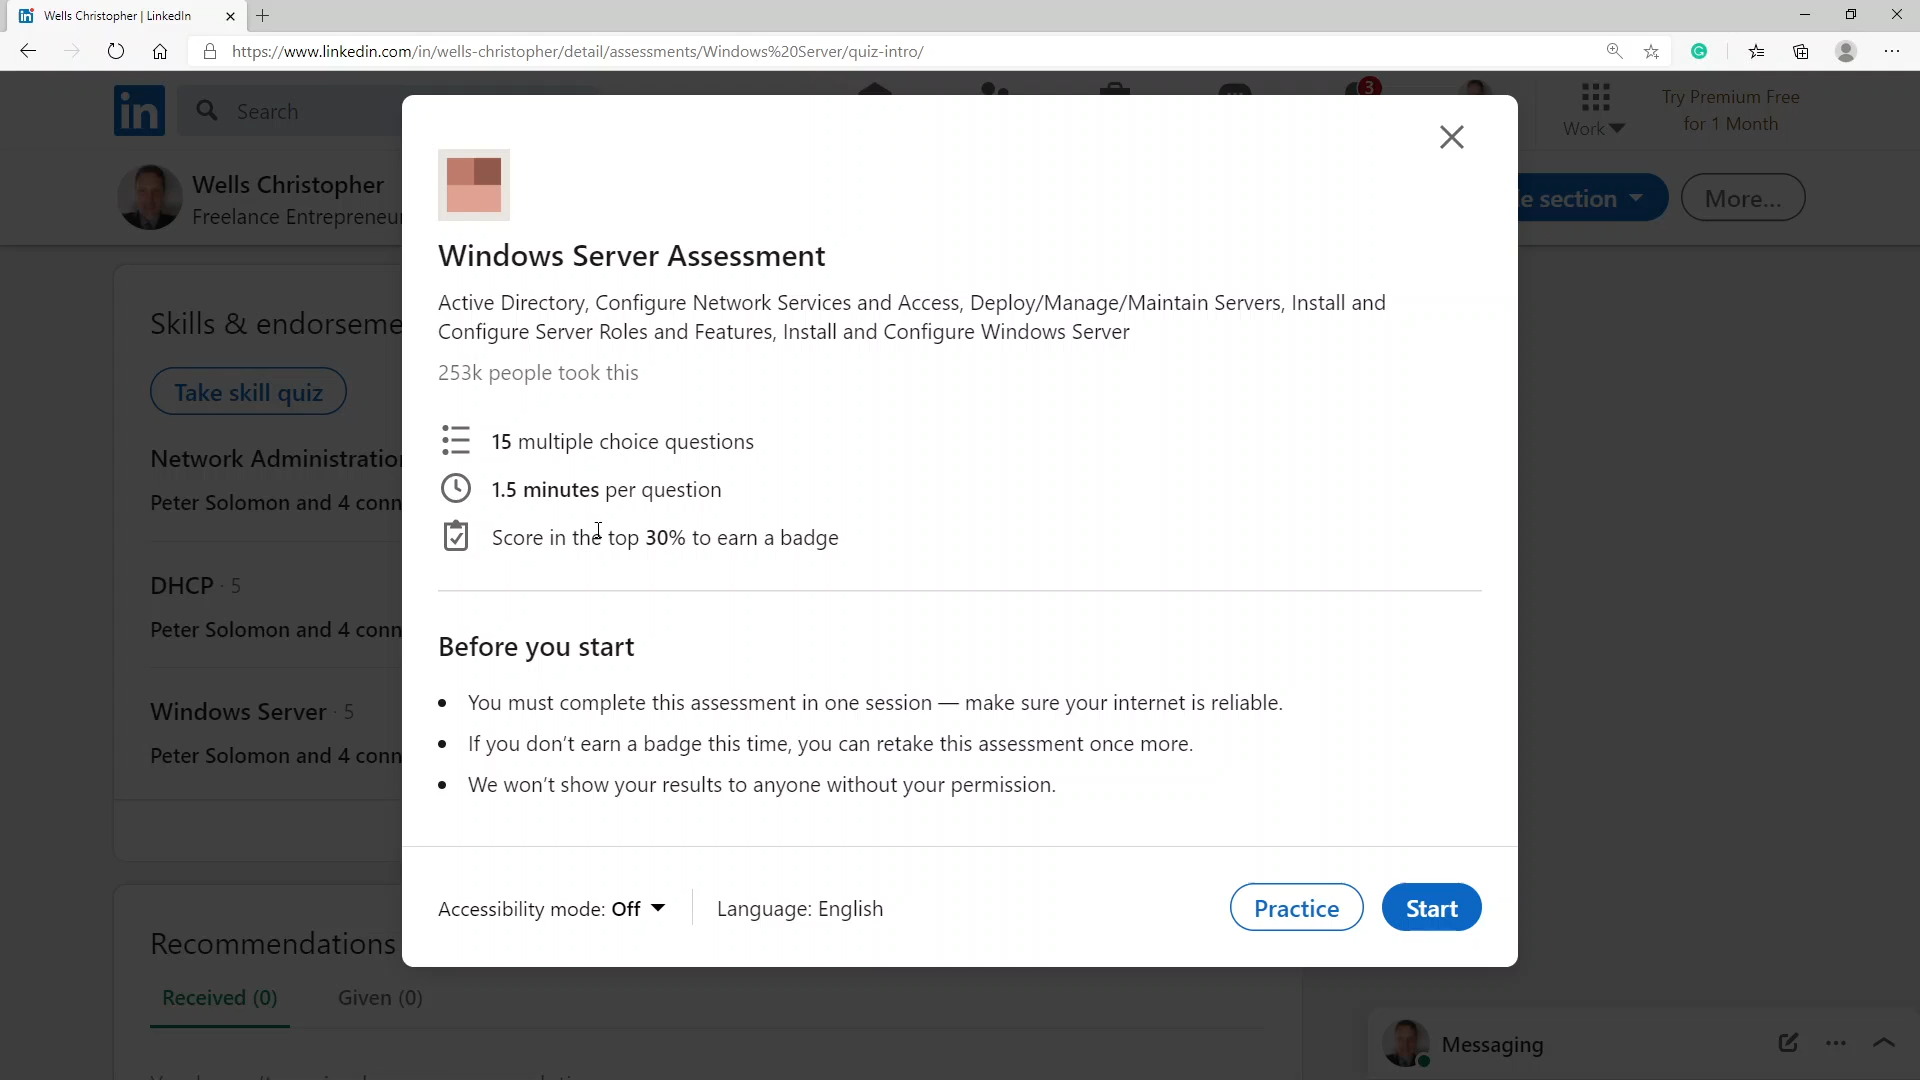 Wells Christopher | LinkedIn
https://www.linkedin.com/in/wells-christopher/detail/assessments/Windows%20Server/quiz-intro/
in
Search
3
Work
Try Premium Free
for 1 Month
Wells Christopher
Freelance Entrepreneu
e section
More...
Skills & endorseme
Take skill quiz
Network Administratio
Peter Solomon and 4 conn
DHCP · 5
Peter Solomon and 4 conn
Windows Server · 5
Peter Solomon and 4 conn
Recommendations
Received (0)
Given (0)
Windows Server Assessment
Active Directory, Configure Network Services and Access, Deploy/Manage/Maintain Servers, Install and
Configure Server Roles and Features, Install and Configure Windows Server
253k people took this
15 multiple choice questions
1.5 minutes per question
Score in the top 30% to earn a badge
Before you start
• You must complete this assessment in one session — make sure your internet is reliable.
• If you don't earn a badge this time, you can retake this assessment once more.
• We won't show your results to anyone without your permission.
Accessibility mode: Off
Language: English
Practice
Start
Messaging